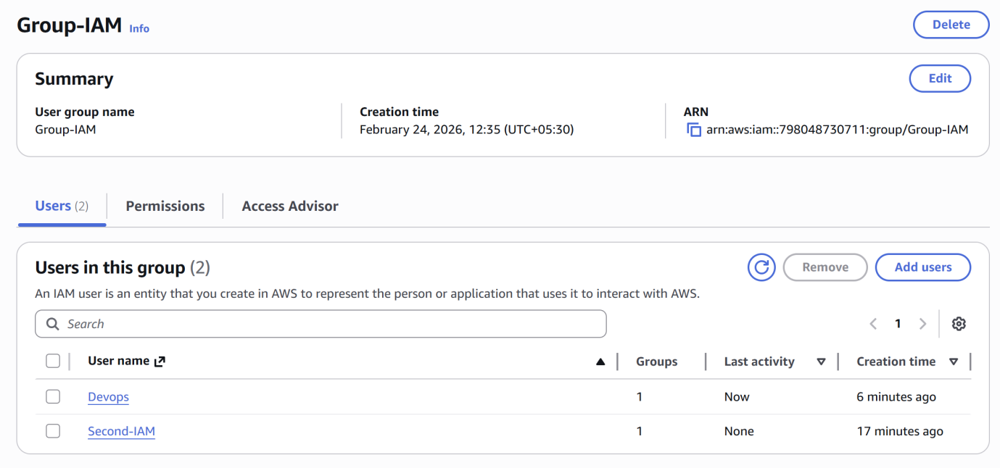 Group-IAM Info
Delete
Summary
Edit
User group name
Group-IAM
Creation time
February 24, 2026, 12:35 (UTC+05:30)
ARN
arn:aws:iam::798048730711:group/Group-IAM
Users (2)
Permissions
Access Advisor
Users in this group (2)
Remove
Add users
An IAM user is an entity that you create in AWS to represent the person or application that uses it to interact with AWS.
Search
1
User name Groups Last activity Creation time
Devops 1 Now 6 minutes ago
Second-IAM 1 None 17 minutes ago